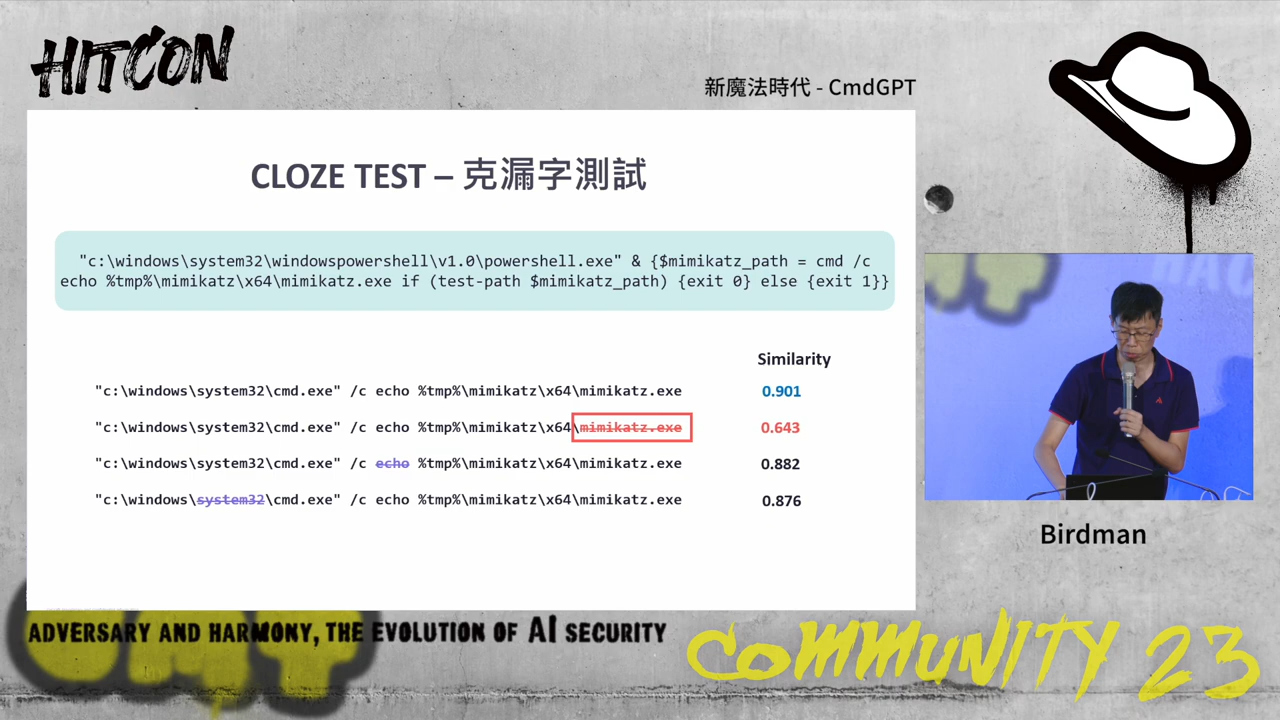 HITCON
新魔法時代 - CmdGPT
CLOZE TEST – 克漏字測試
"c:\windows\system32\windowspowershell\v1.0\powershell.exe" & {$mimikatz_path = cmd /c
echo %tmp%\mimikatz\x64\mimikatz.exe if (test-path $mimikatz_path) {exit 0} else {exit 1}}
Similarity
"c:\windows\system32\cmd.exe" /c echo %tmp%\mimikatz\x64\mimikatz.exe 0.901
"c:\windows\system32\cmd.exe" /c echo %tmp%\mimikatz\x64\mimikatz.exe 0.643
"c:\windows\system32\cmd.exe" /c echo %tmp%\mimikatz\x64\mimikatz.exe 0.882
"c:\windows\system32\cmd.exe" /c echo %tmp%\mimikatz\x64\mimikatz.exe 0.876
Birdman
ADVERSARY AND HARMONY, THE EVOLUTION OF AI SECURITY
COMMUNITY 23